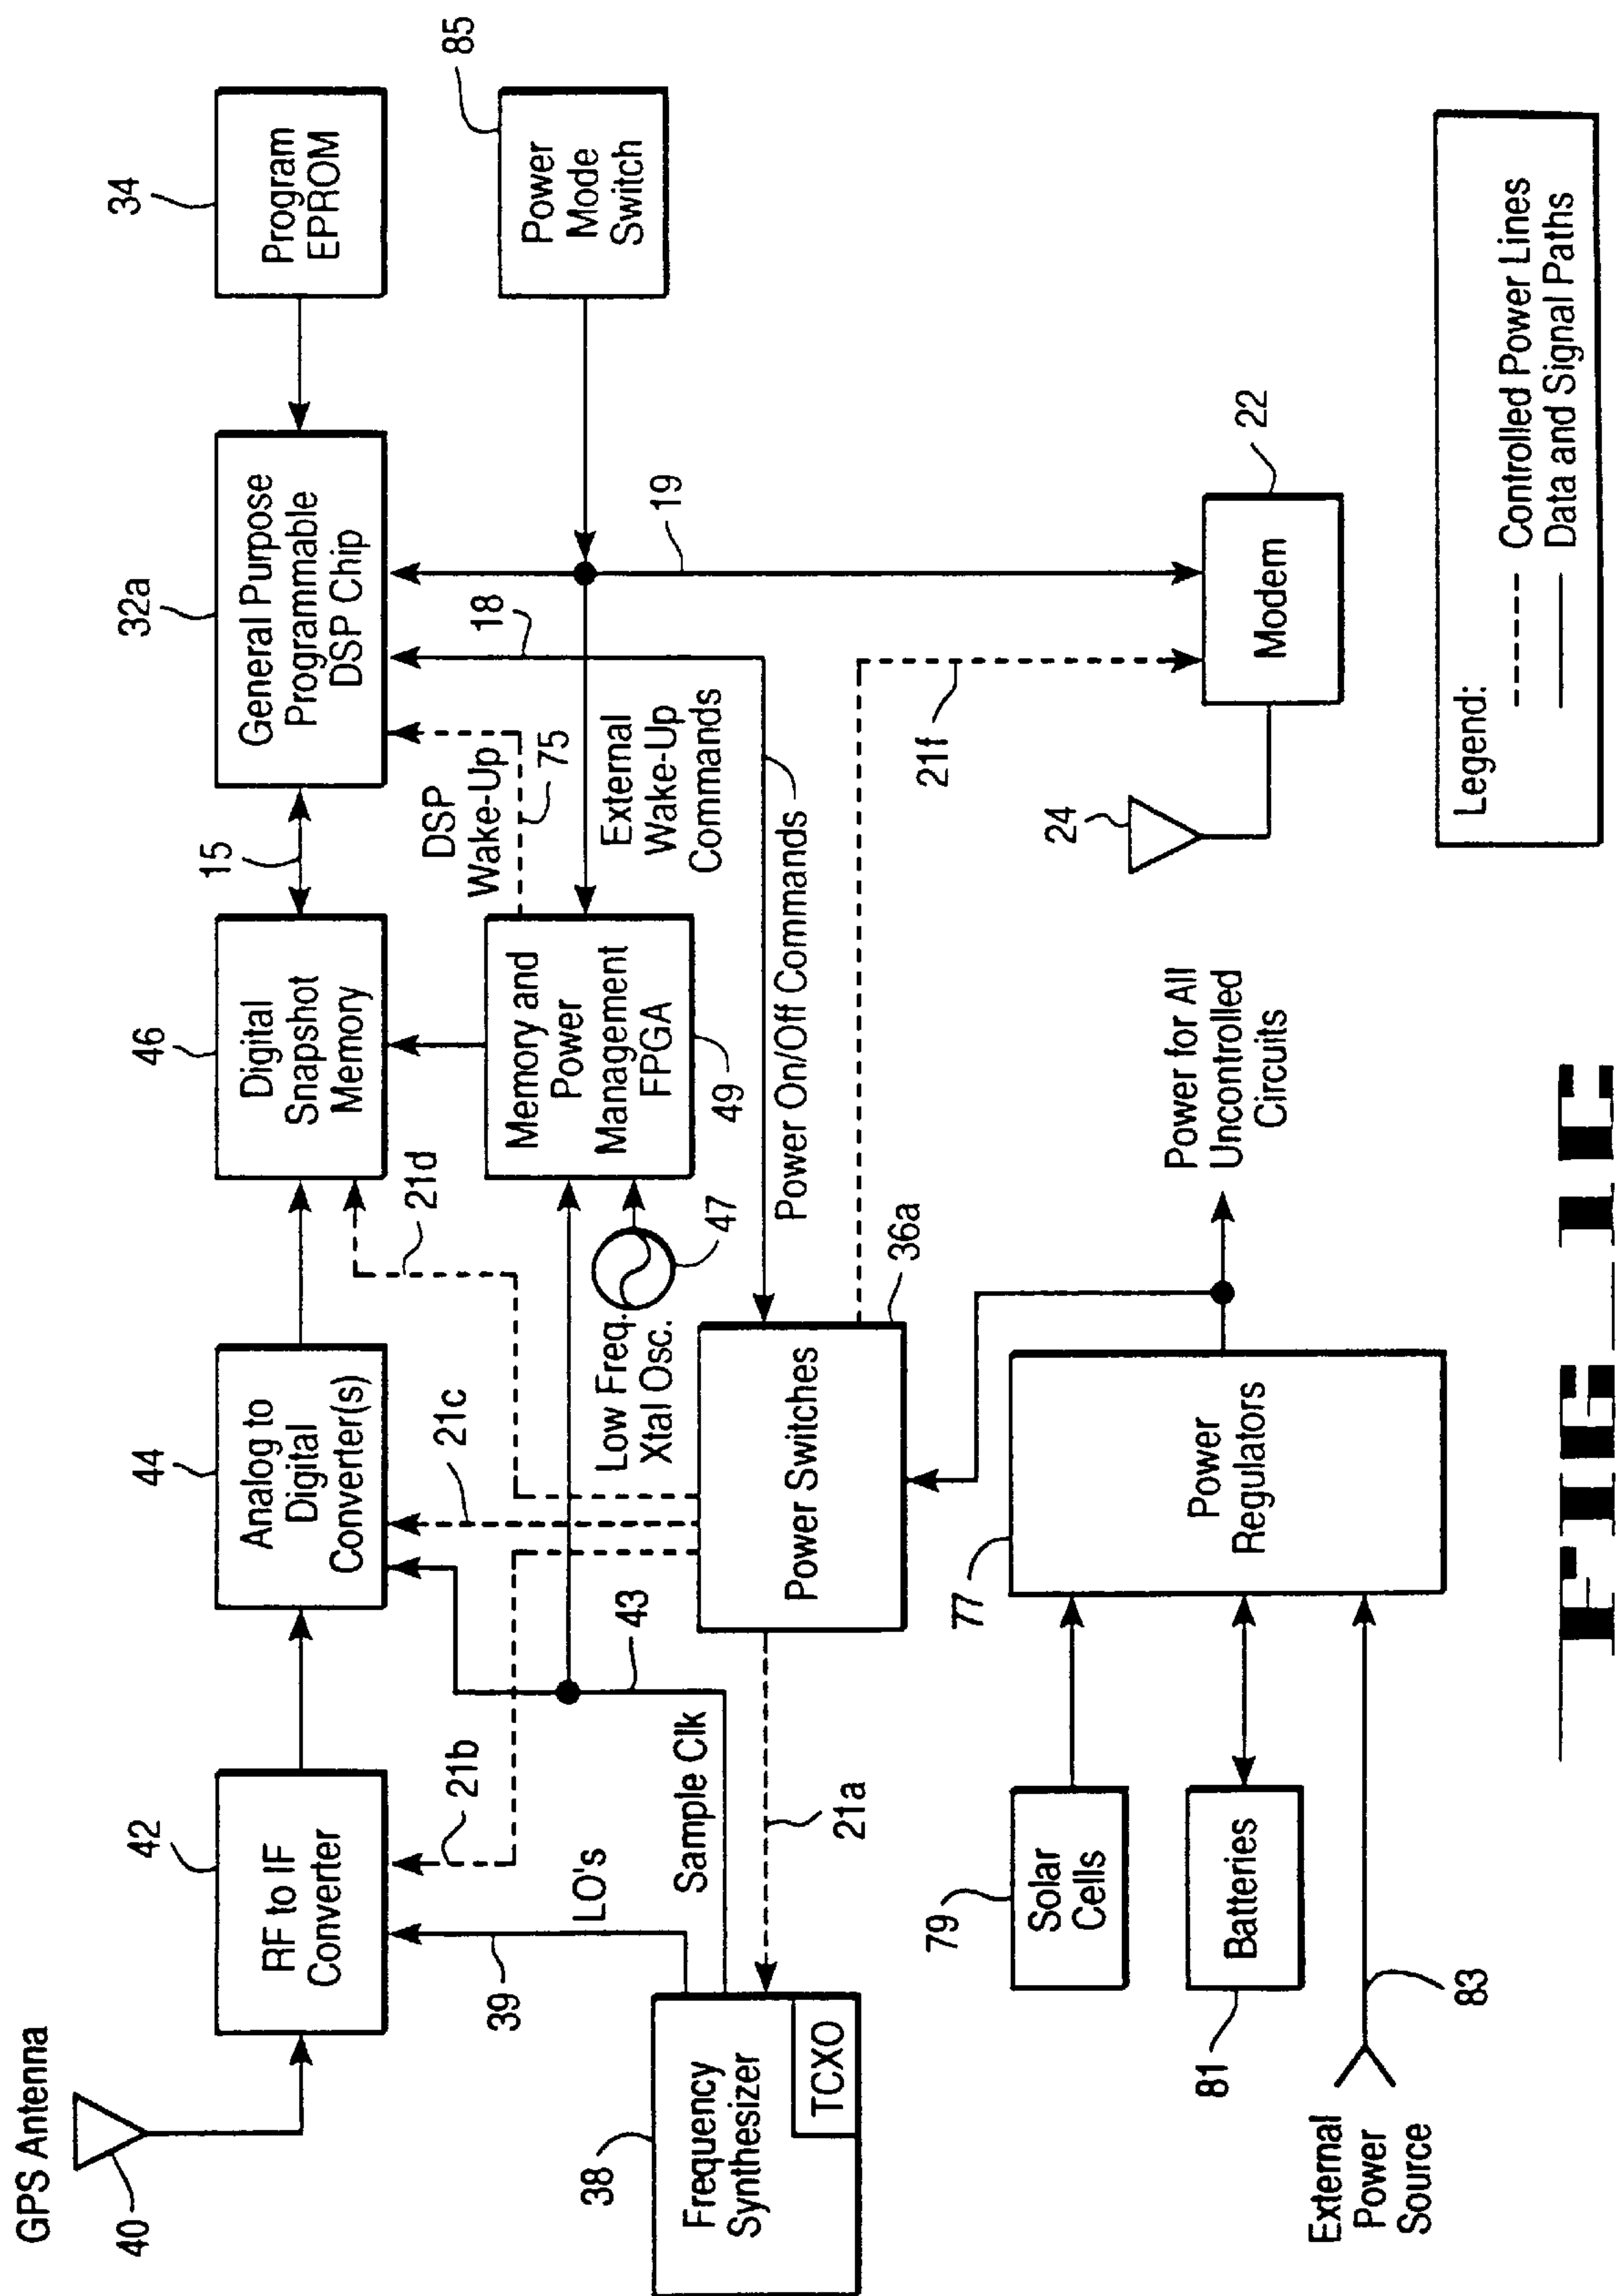 GPS Antenna
40
42
RF to IF
Converter
44
Analog to
Digital
Converter(s)
46
Digital
Snapshot
Memory
15
32a
General Purpose
Programmable
DSP Chip
34
Program
EPROM
39
LO's
21b
21c
21d
DSP
Wake-Up
75
18
19
85
Power
Mode
Switch
Sample Clk
43
Low Freq.
Xtal Osc.
47
Memory and
Power
Management
FPGA
49
External
Wake-Up
Commands
38
Frequency
Synthesizer
TCXO
21a
Power Switches
36a
Power On/Off Commands
21f
24
Modem
22
79
Solar
Cells
81
Batteries
External
Power
Source
83
77
Power
Regulators
Power for All
Uncontrolled
Circuits
Legend:
Controlled Power Lines
Data and Signal Paths
FIG 1C